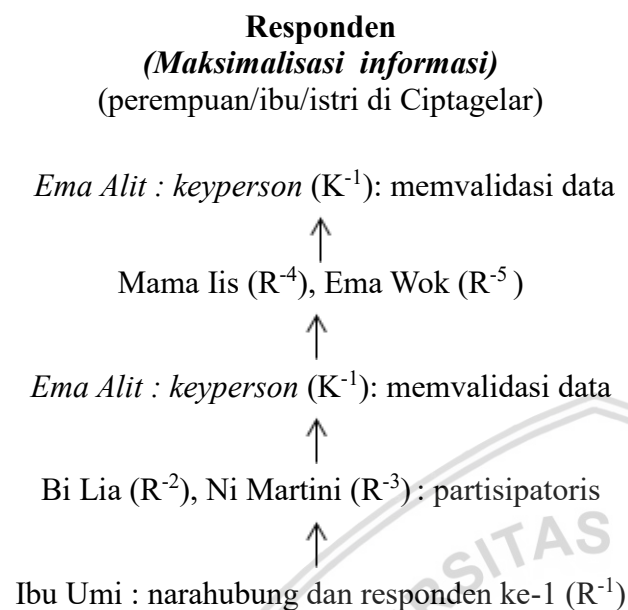 Responden
(Maksimalisasi informasi)
(perempuan/ibu/istri di Ciptagelar)
Ema Alit : keyperson (K-1): memvalidasi data
↑
Mama Iis (R-4), Ema Wok (R-5 )
↑
Ema Alit : keyperson (K-1): memvalidasi data
↑
Bi Lia (R-2), Ni Martini (R-3) : partisipatoris
↑
Ibu Umi : narahubung dan responden ke-1 (R-1)
RSITAS